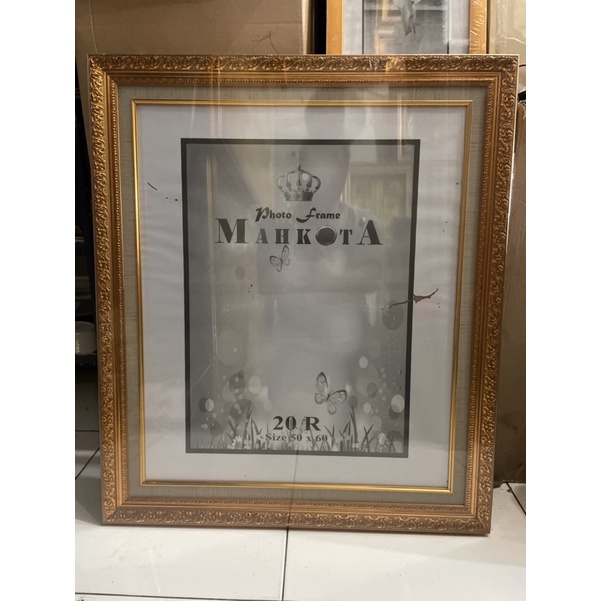 Photo Frame
MAHKOTA
20 R
Size 50 x 60